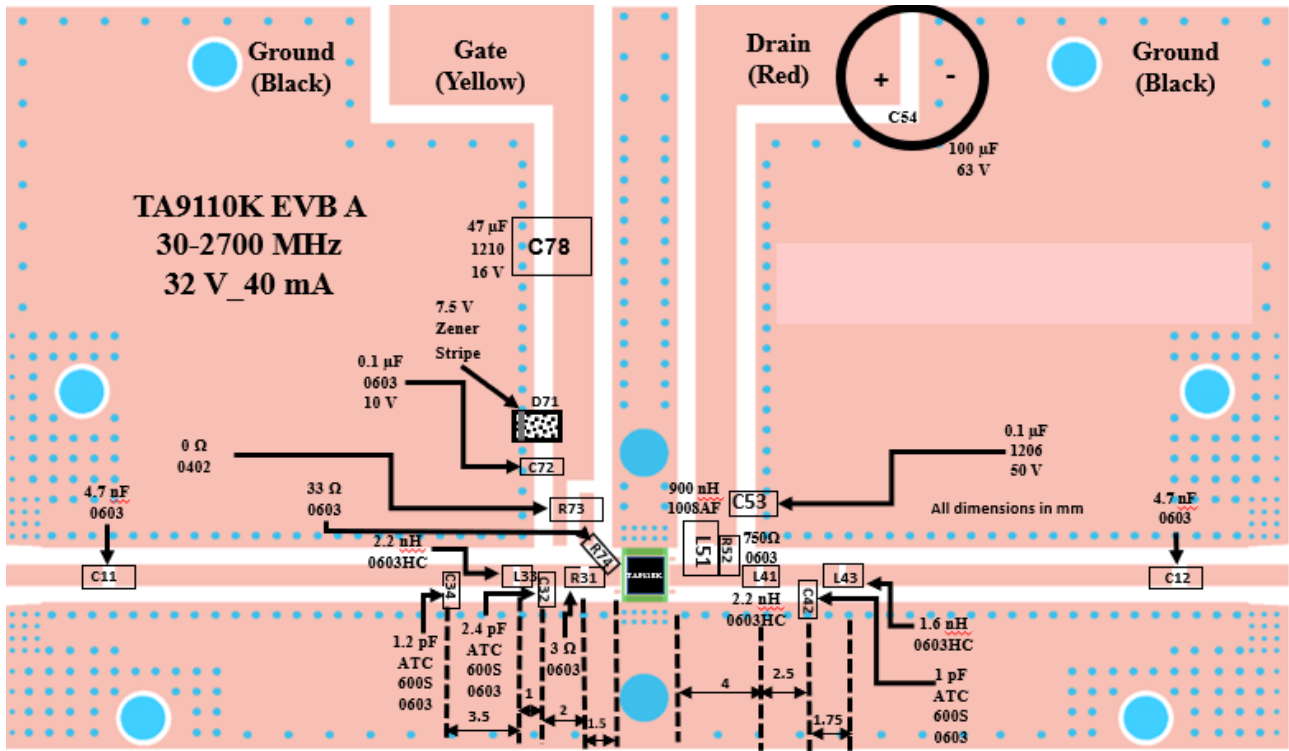 Ground
(Black)
Gate
(Yellow)
Drain
(Red)
+ -
C54
Ground
(Black)
100 µF
63 V
TA9110K EVB A
30-2700 MHz
32 V_40 mA
47 µF
1210
16 V
C78
7.5 V
Zener
Stripe
D71
0.1 µF
0603
10 V
C72
0 Ω
0402
R73
33 Ω
0603
R74
4.7 nF
0603
C11
2.2 nH
0603HC
L33
C34
C32
R31
TA9110K
900 nH
1008AF
C53
L51
R52
750Ω
0603
0.1 µF
1206
50 V
All dimensions in mm
4.7 nF
0603
C12
L41
L43
C42
2.2 nH
0603HC
1.6 nH
0603HC
1 pF
ATC
600S
0603
1.2 pF
ATC
600S
0603
2.4 pF
ATC
600S
0603
3 Ω
0603
3.5
1
2
1.5
4
2.5
1.75